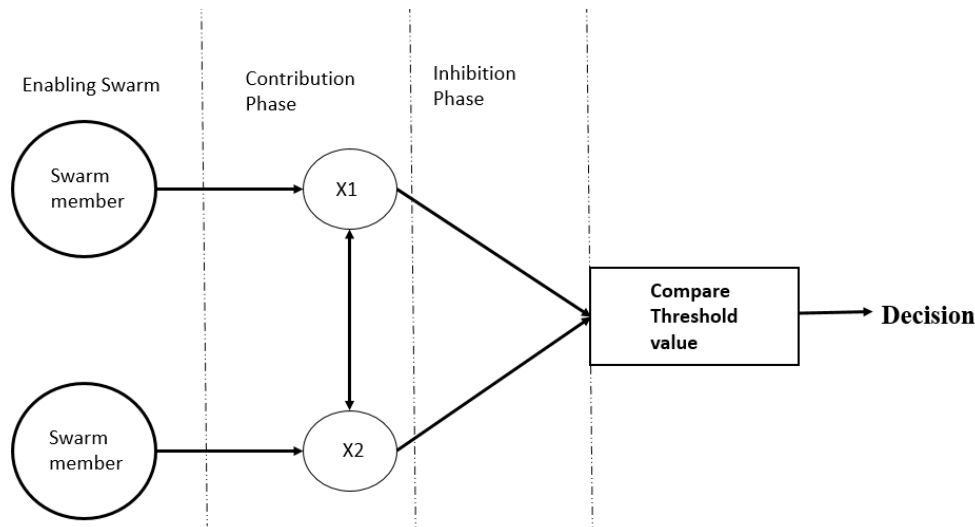 Enabling Swarm
Contribution
Phase
Inhibition
Phase
Swarm
member
X1
Compare
Threshold
value
Decision
Swarm
member
X2